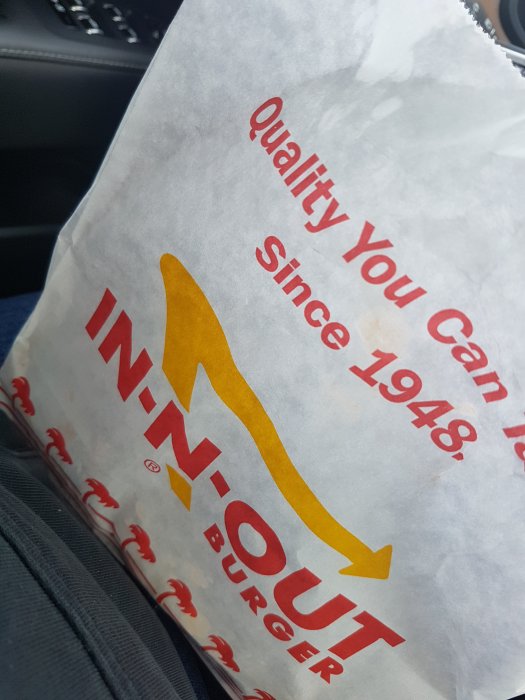 Quality You Can
Since 1948,
IN-N-OUT
®
BURGER